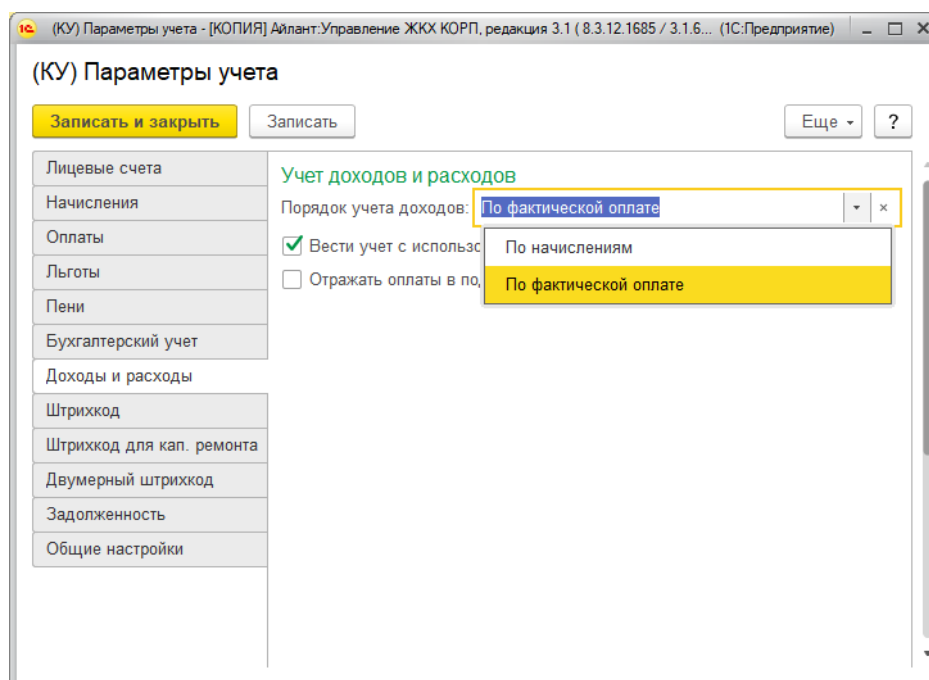 (КУ) Параметры учета - [КОПИЯ] Айлант:Управление ЖКХ КОРП, редакция 3.1 ( 8.3.12.1685 / 3.1.6... (1С:Предприятие)
(КУ) Параметры учета
Записать и закрыть Записать Еще ?
Лицевые счета
Начисления
Оплаты
Льготы
Пени
Бухгалтерский учет
Доходы и расходы
Штрихкод
Штрихкод для кап. ремонта
Двумерный штрихкод
Задолженность
Общие настройки
Учет доходов и расходов
Порядок учета доходов: По фактической оплате
Вести учет с использо
Отражать оплаты в по
По начислениям
По фактической оплате